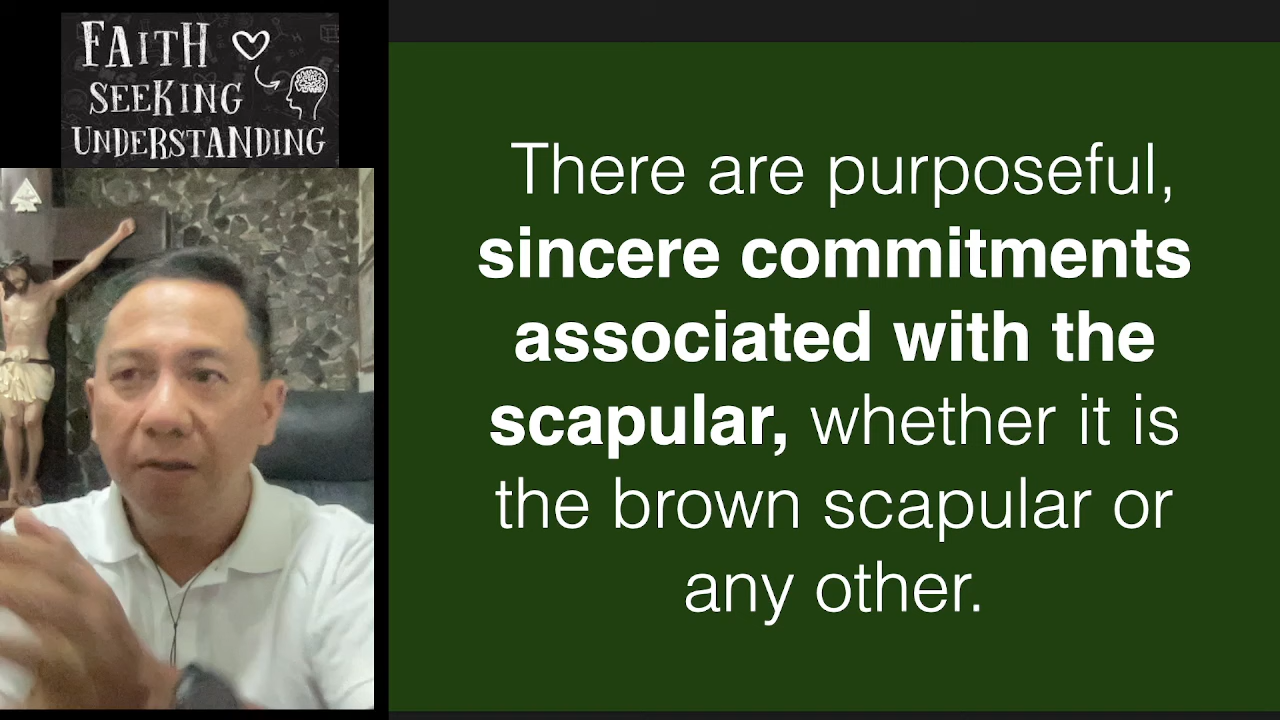 FAITH
SEEKING
UNDERSTANDING
There are purposeful,
sincere commitments
associated with the
scapular, whether it is
the brown scapular or
any other.